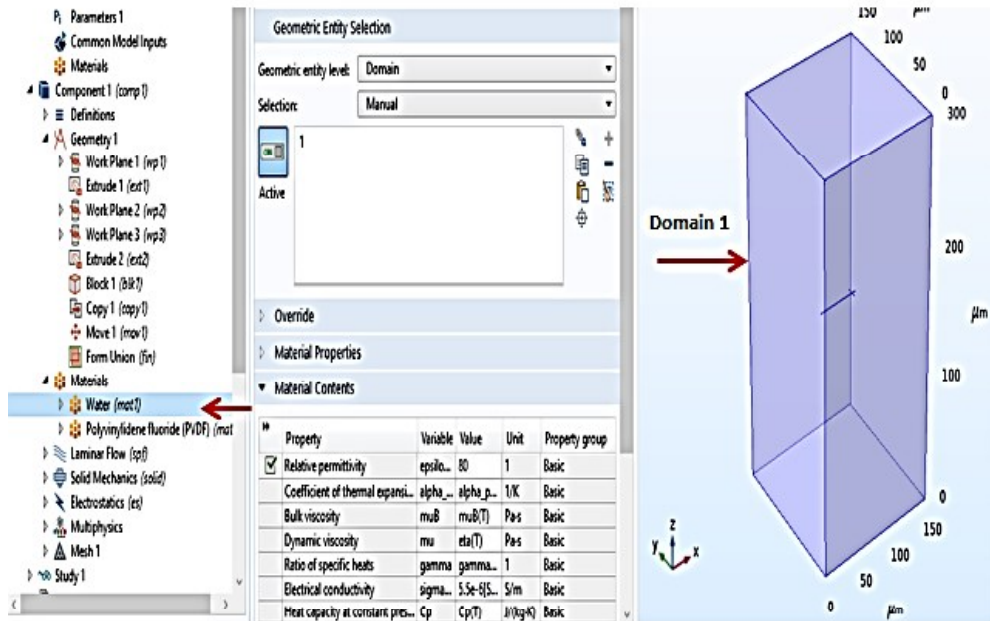 Pi Parameters 1
Common Model Inputs
Materials
Component 1 (comp1)
Definitions
Geometry 1
Work Plane 1 (wp1)
Extrude 1 (ext1)
Work Plane 2 (wp2)
Work Plane 3 (wp3)
Extrude 2 (ext2)
Block 1 (blk1)
Copy 1 (copy1)
Move 1 (mov1)
Form Union (fin)
Materials
Water (mat1)
Polyvinylidene fluoride (PVDF) (mat
Laminar Flow (spf)
Solid Mechanics (solid)
Electrostatics (es)
Multiphysics
Mesh 1
Study 1
Geometric Entity Selection
Geometric entity level: Domain
Selection: Manual
1
Active
Override
Material Properties
Material Contents
Property Variable Value Unit Property group
Relative permittivity epsilo... 80 1 Basic
Coefficient of thermal expansi... alpha_... alpha_p... 1/K Basic
Bulk viscosity muB muB(T) Pa·s Basic
Dynamic viscosity mu eta(T) Pa·s Basic
Ratio of specific heats gamma gamma... 1 Basic
Electrical conductivity sigma... 5.5e-6[S... S/m Basic
Heat capacity at constant pres... Cp Cp(T) J/(kg·K) Basic
150 μm
100
50
0
300
Domain 1
200
μm
100
0
150
100
50
0 μm
z
y x